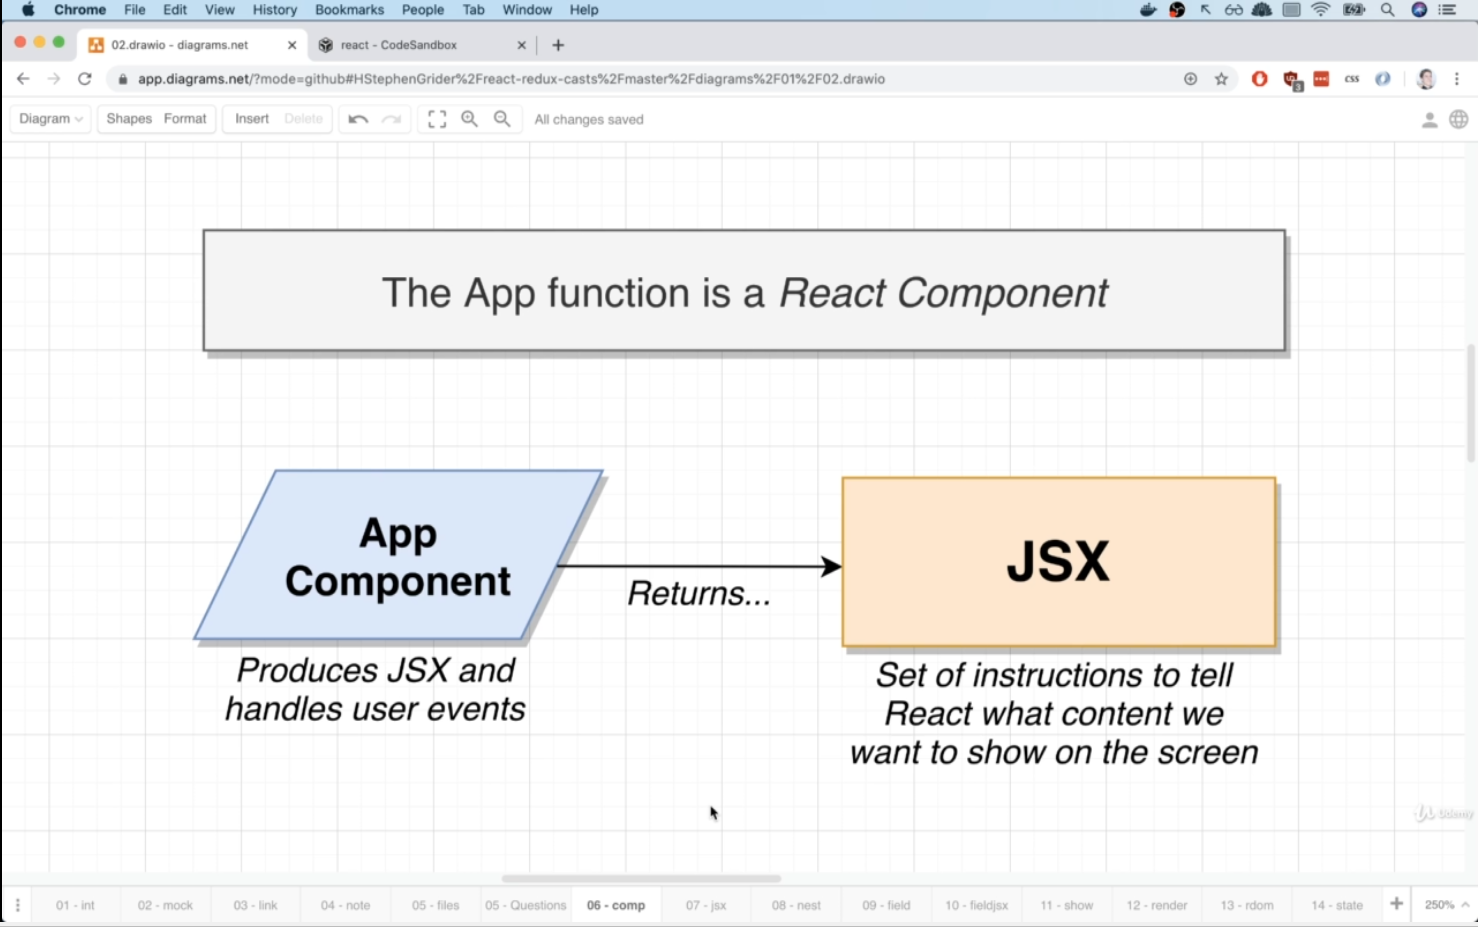 Chrome File Edit View History Bookmarks People Tab Window Help
02.drawio - diagrams.net react - CodeSandbox
app.diagrams.net/?mode=github#HStephenGrider%2Freact-redux-casts%2Fmaster%2Fdiagrams%2F01%2F02.drawio
3 css
Diagram Shapes Format Insert Delete All changes saved
The App function is a React Component
App
Component
Returns...
JSX
Produces JSX and
handles user events
Set of instructions to tell
React what content we
want to show on the screen
Udemy
01 - int 02 - mock 03 - link 04 - note 05 - files 05 - Questions 06 - comp 07 - jsx 08 - nest 09 - field 10 - fieldjsx 11 - show 12 - render 13 - rdom 14 - state 250%